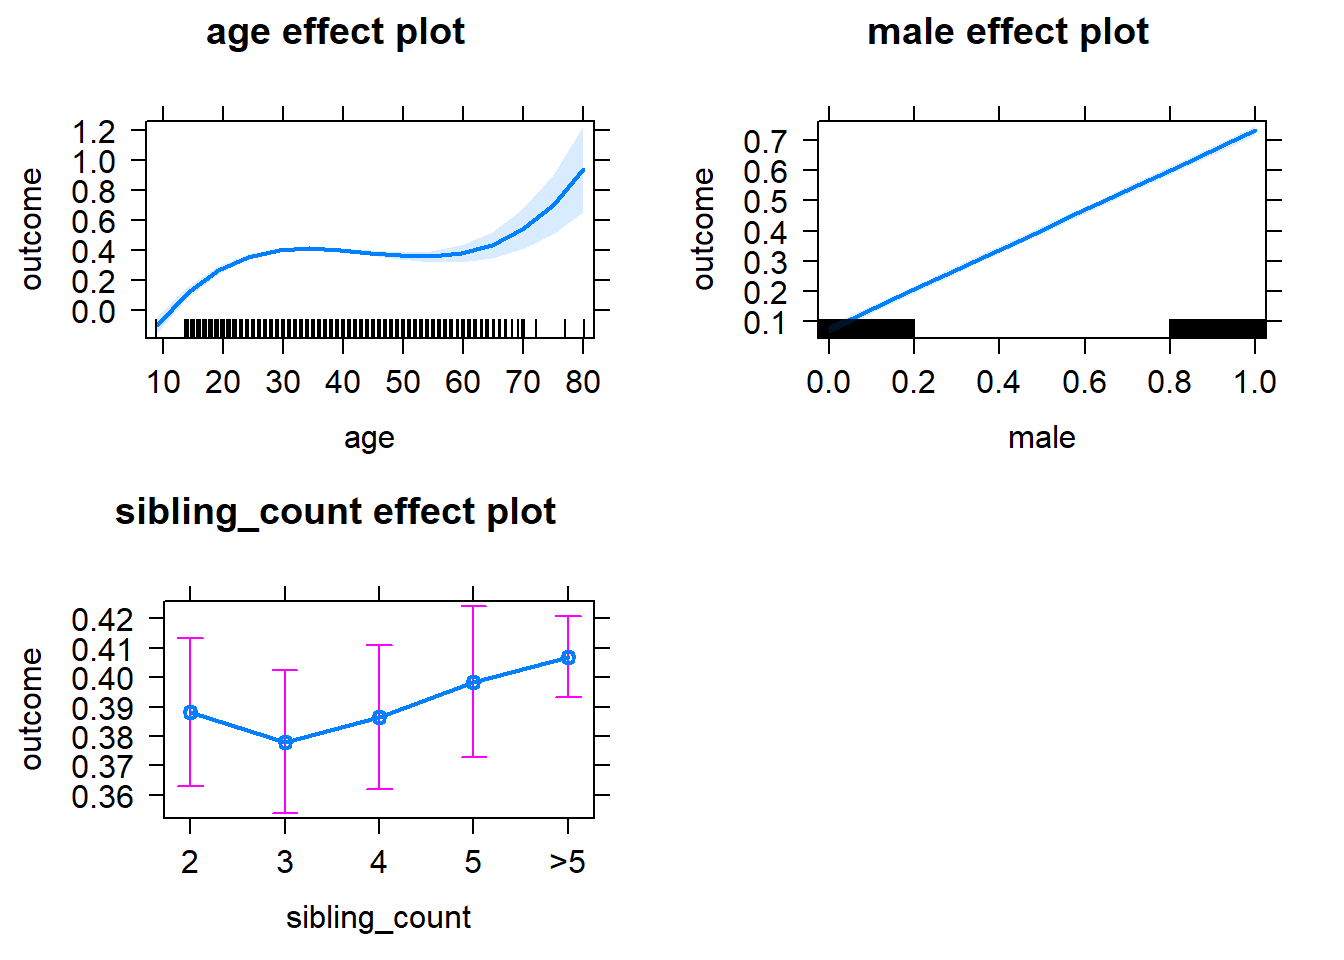 age effect plot
outcome
1.2
1.0
0.8
0.6
0.4
0.2
0.0
10 20 30 40 50 60 70 80
age
male effect plot
outcome
0.7
0.6
0.5
0.4
0.3
0.2
0.1
0.0 0.2 0.4 0.6 0.8 1.0
male
sibling_count effect plot
outcome
0.42
0.41
0.40
0.39
0.38
0.37
0.36
2 3 4 5 >5
sibling_count